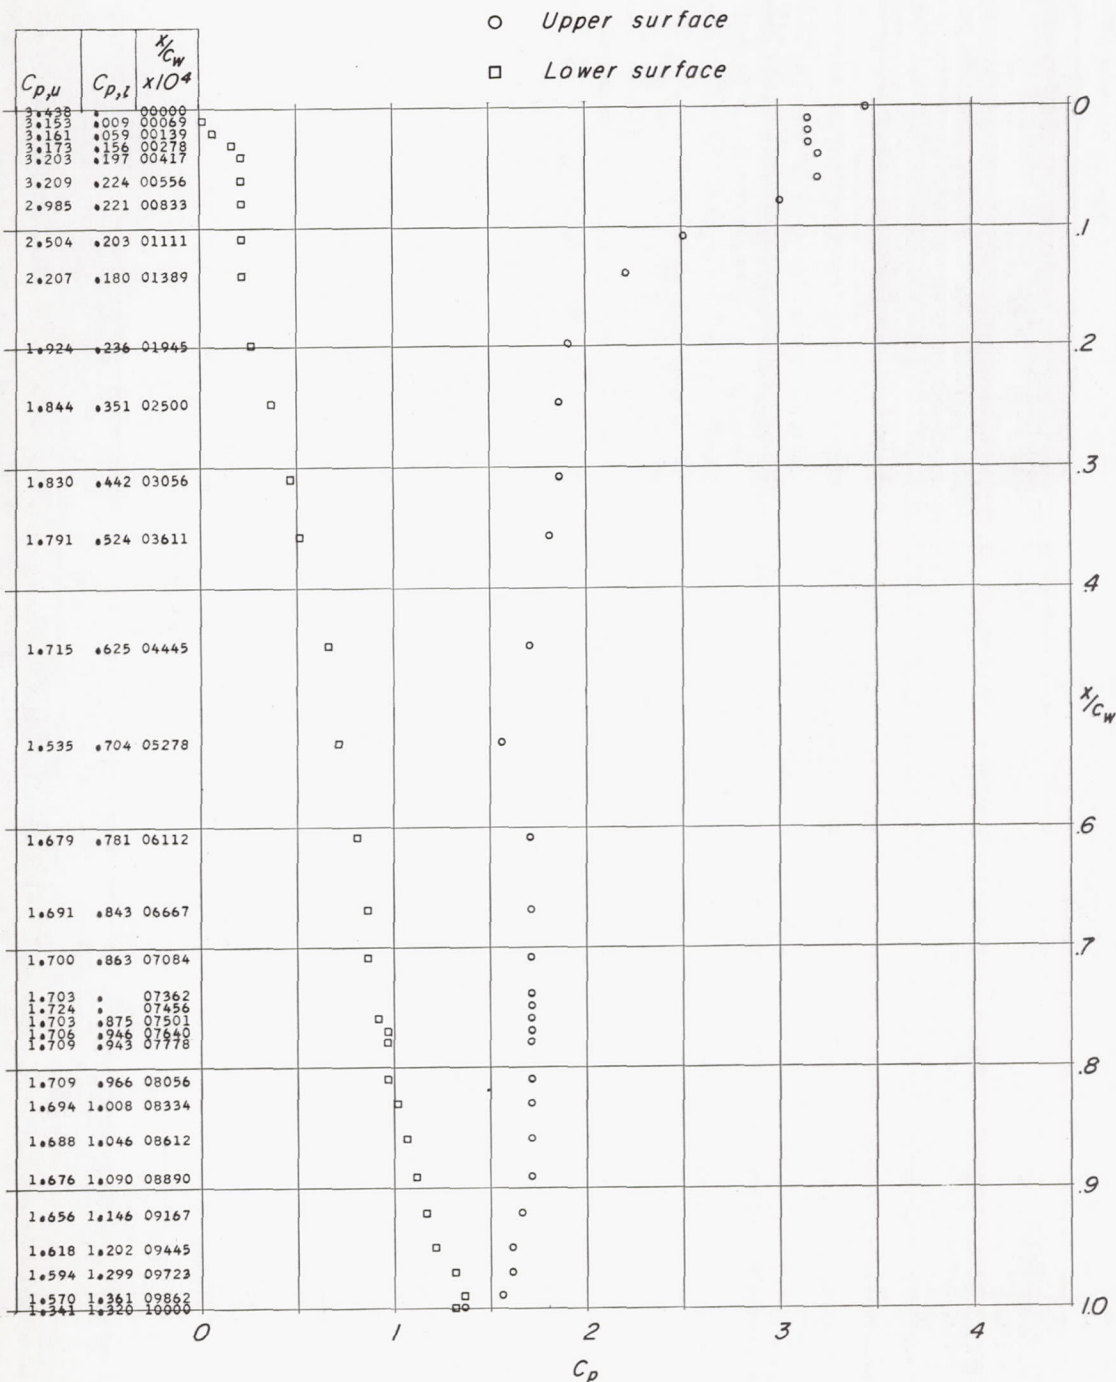 Upper surface
Lower surface
Cp,u Cp,l x/cw x10⁴
3.438 . 00000
3.153 .009 00069
3.161 .059 00139
3.173 .156 00278
3.203 .197 00417
3.209 .224 00556
2.985 .221 00833
2.504 .203 01111
2.207 .180 01389
1.924 .236 01945
1.844 .351 02500
1.830 .442 03056
1.791 .524 03611
1.715 .625 04445
1.535 .704 05278
1.679 .781 06112
1.691 .843 06667
1.700 .863 07084
1.703 . 07362
1.724 . 07456
1.703 .875 07501
1.706 .946 07640
1.709 .943 07778
1.709 .966 08056
1.694 1.008 08334
1.688 1.046 08612
1.676 1.090 08890
1.656 1.146 09167
1.618 1.202 09445
1.594 1.299 09723
1.570 1.361 09862
1.341 1.320 10000
0
.1
.2
.3
.4
x/cw
.6
.7
.8
.9
1.0
0 1 2 3 4
Cp